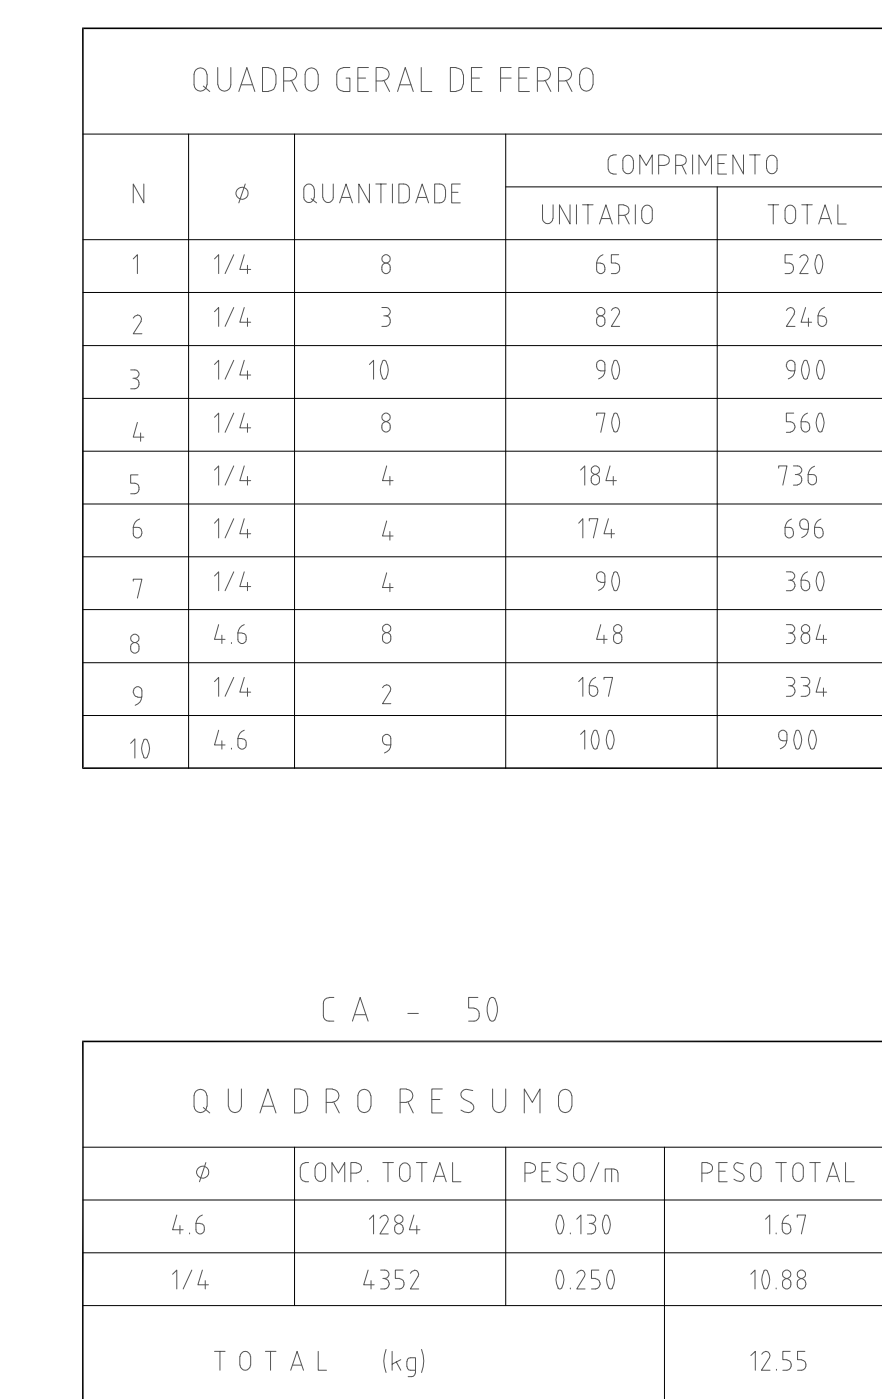 QUADRO GERAL DE FERRO
N ϕ QUANTIDADE COMPRIMENTO
UNITARIO TOTAL
1 1/4 8 65 520
2 1/4 3 82 246
3 1/4 10 90 900
4 1/4 8 70 560
5 1/4 4 184 736
6 1/4 4 174 696
7 1/4 4 90 360
8 4.6 8 48 384
9 1/4 2 167 334
10 4.6 9 100 900
CA - 50
QUADRO RESUMO
ϕ COMP. TOTAL PESO/m PESO TOTAL
4.6 1284 0.130 1.67
1/4 4352 0.250 10.88
TOTAL (kg) 12.55